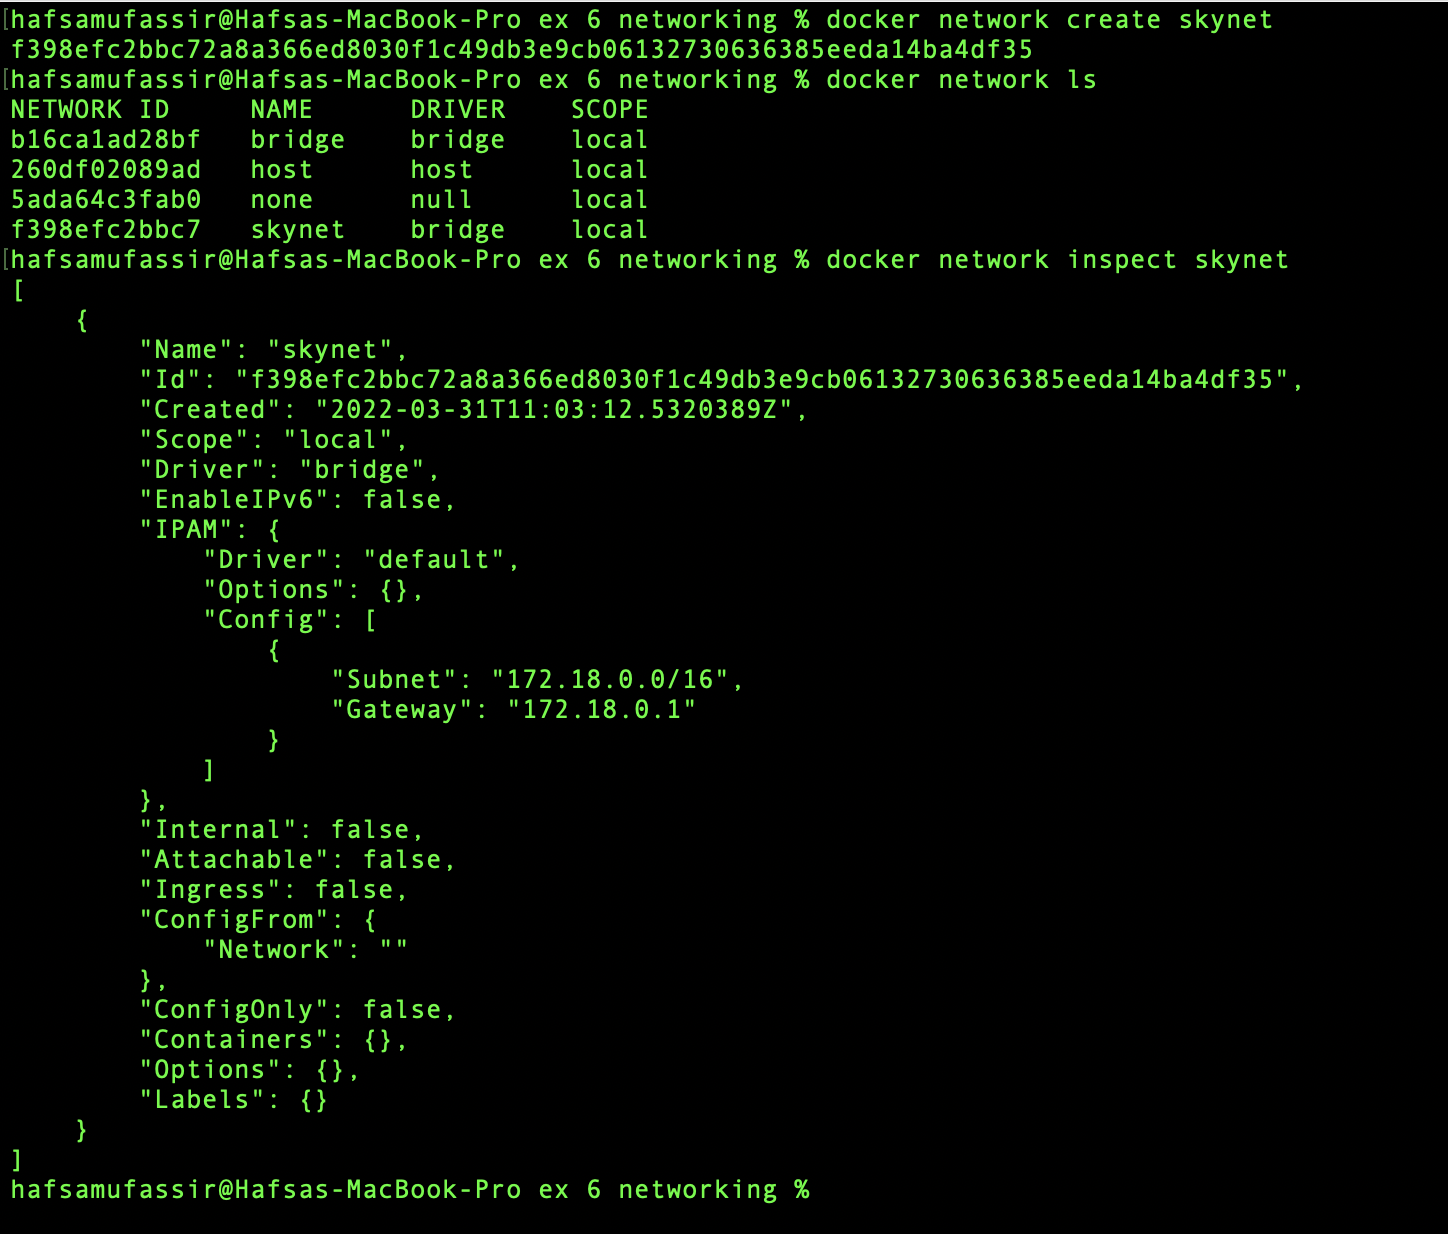 [hafsamufassir@Hafsas-MacBook-Pro ex 6 networking % docker network create skynet
f398efc2bbc72a8a366ed8030f1c49db3e9cb06132730636385eeda14ba4df35
[hafsamufassir@Hafsas-MacBook-Pro ex 6 networking % docker network ls
NETWORK ID     NAME      DRIVER    SCOPE
b16ca1ad28bf   bridge    bridge    local
260df02089ad   host      host      local
5ada64c3fab0   none      null      local
f398efc2bbc7   skynet    bridge    local
[hafsamufassir@Hafsas-MacBook-Pro ex 6 networking % docker network inspect skynet
[
    {
        "Name": "skynet",
        "Id": "f398efc2bbc72a8a366ed8030f1c49db3e9cb06132730636385eeda14ba4df35",
        "Created": "2022-03-31T11:03:12.5320389Z",
        "Scope": "local",
        "Driver": "bridge",
        "EnableIPv6": false,
        "IPAM": {
            "Driver": "default",
            "Options": {},
            "Config": [
                {
                    "Subnet": "172.18.0.0/16",
                    "Gateway": "172.18.0.1"
                }
            ]
        },
        "Internal": false,
        "Attachable": false,
        "Ingress": false,
        "ConfigFrom": {
            "Network": ""
        },
        "ConfigOnly": false,
        "Containers": {},
        "Options": {},
        "Labels": {}
    }
]
hafsamufassir@Hafsas-MacBook-Pro ex 6 networking %